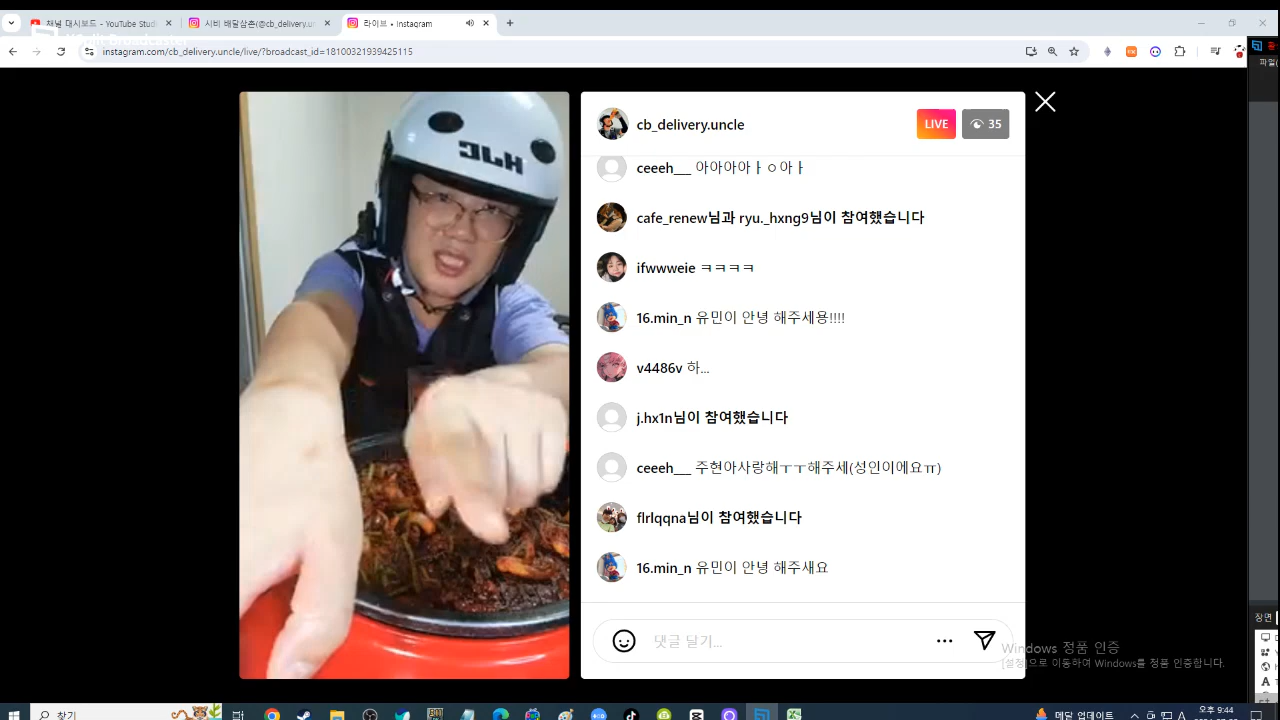 채널 대시보드 - YouTube Studi
시비 배달삼촌(@cb_delivery.u
라이브 • Instagram
instagram.com/cb_delivery.uncle/live/?broadcast_id=18100321939425115
파일(
HJC
cb_delivery.uncle
LIVE
35
ceeeh___ 아아아아ㅏㅇ아ㅏ
cafe_renew님과 ryu._hxng9님이 참여했습니다
ifwwweie ㅋㅋㅋㅋ
16.min_n 유민이 안녕 해주세용!!!!
v4486v 하...
j.hx1n님이 참여했습니다
ceeeh___ 주현아사랑해ㅜㅜ해주세(성인이에요ㅠ)
flrlqqna님이 참여했습니다
16.min_n 유민이 안녕 해주새요
댓글 달기...
Windows 정품 인증
[설정]으로 이동하여 Windows를 정품 인증합니다.
장면
찾기
메달 업데이트
A
오후 9:44